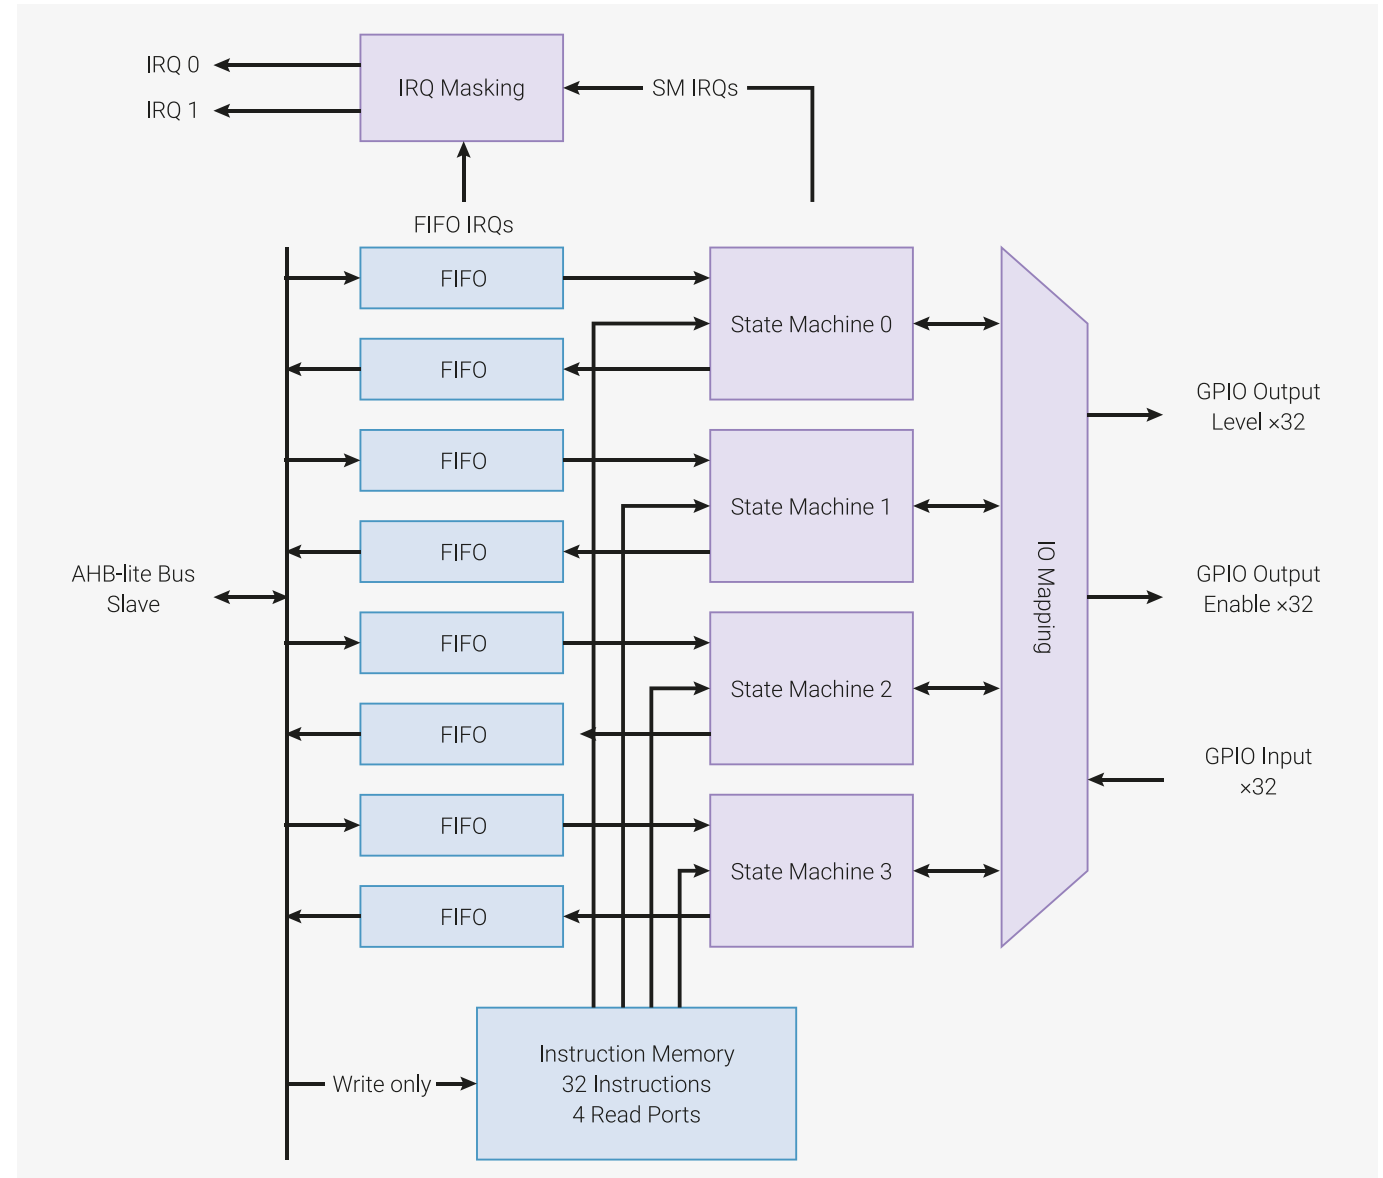 IRQ 0
IRQ 1
IRQ Masking
SM IRQs
FIFO IRQs
FIFO
FIFO
State Machine 0
FIFO
FIFO
State Machine 1
FIFO
FIFO
State Machine 2
FIFO
FIFO
State Machine 3
AHB-lite Bus
Slave
IO Mapping
GPIO Output
Level ×32
GPIO Output
Enable ×32
GPIO Input
×32
Write only
Instruction Memory
32 Instructions
4 Read Ports